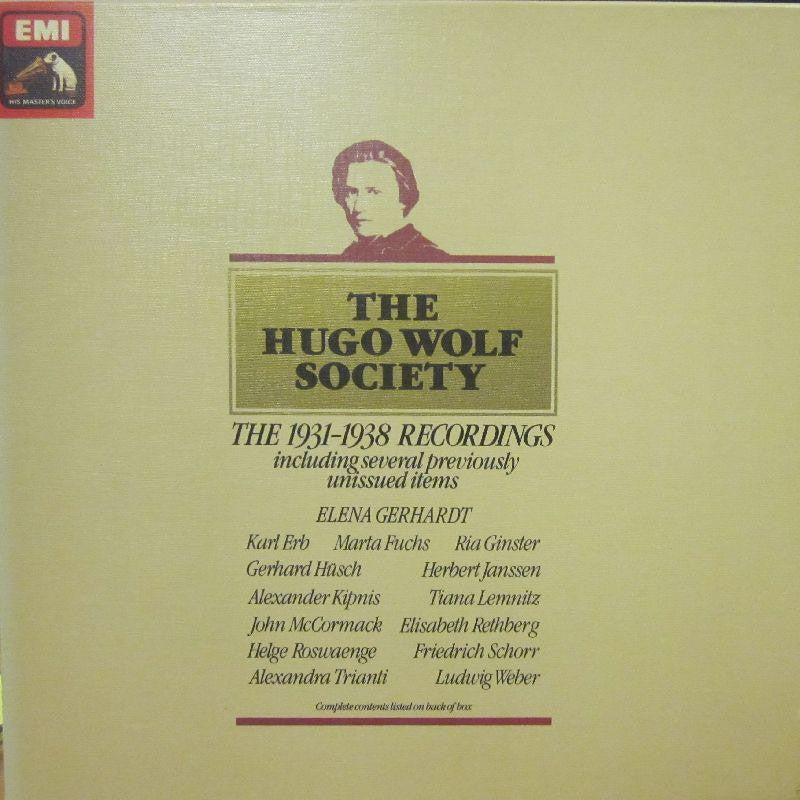 EMI
HIS MASTER'S VOICE
THE
HUGO WOLF
SOCIETY
THE 1931-1938 RECORDINGS
including several previously
unissued items
ELENA GERHARDT
Karl Erb Marta Fuchs Ria Ginster
Gerhard Hüsch Herbert Janssen
Alexander Kipnis Tiana Lemnitz
John McCormack Elisabeth Rethberg
Helge Roswaenge Friedrich Schorr
Alexandra Trianti Ludwig Weber
Complete contents listed on back of box